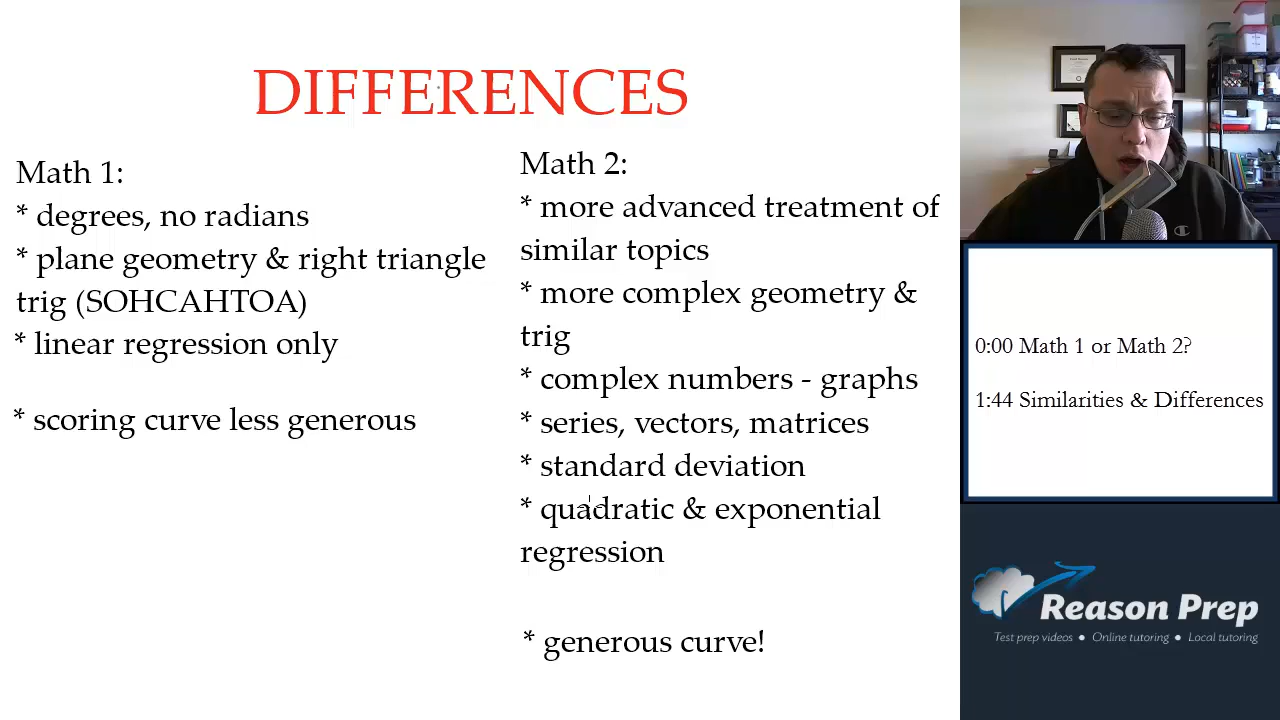 DIFFERENCES
Math 1:
* degrees, no radians
* plane geometry & right triangle
trig (SOHCAHTOA)
* linear regression only
* scoring curve less generous
Math 2:
* more advanced treatment of
similar topics
* more complex geometry &
trig
* complex numbers - graphs
* series, vectors, matrices
* standard deviation
* quadratic & exponential
regression
* generous curve!
0:00 Math 1 or Math 2?
1:44 Similarities & Differences
Reason Prep
Test prep videos ● Online tutoring ● Local tutoring